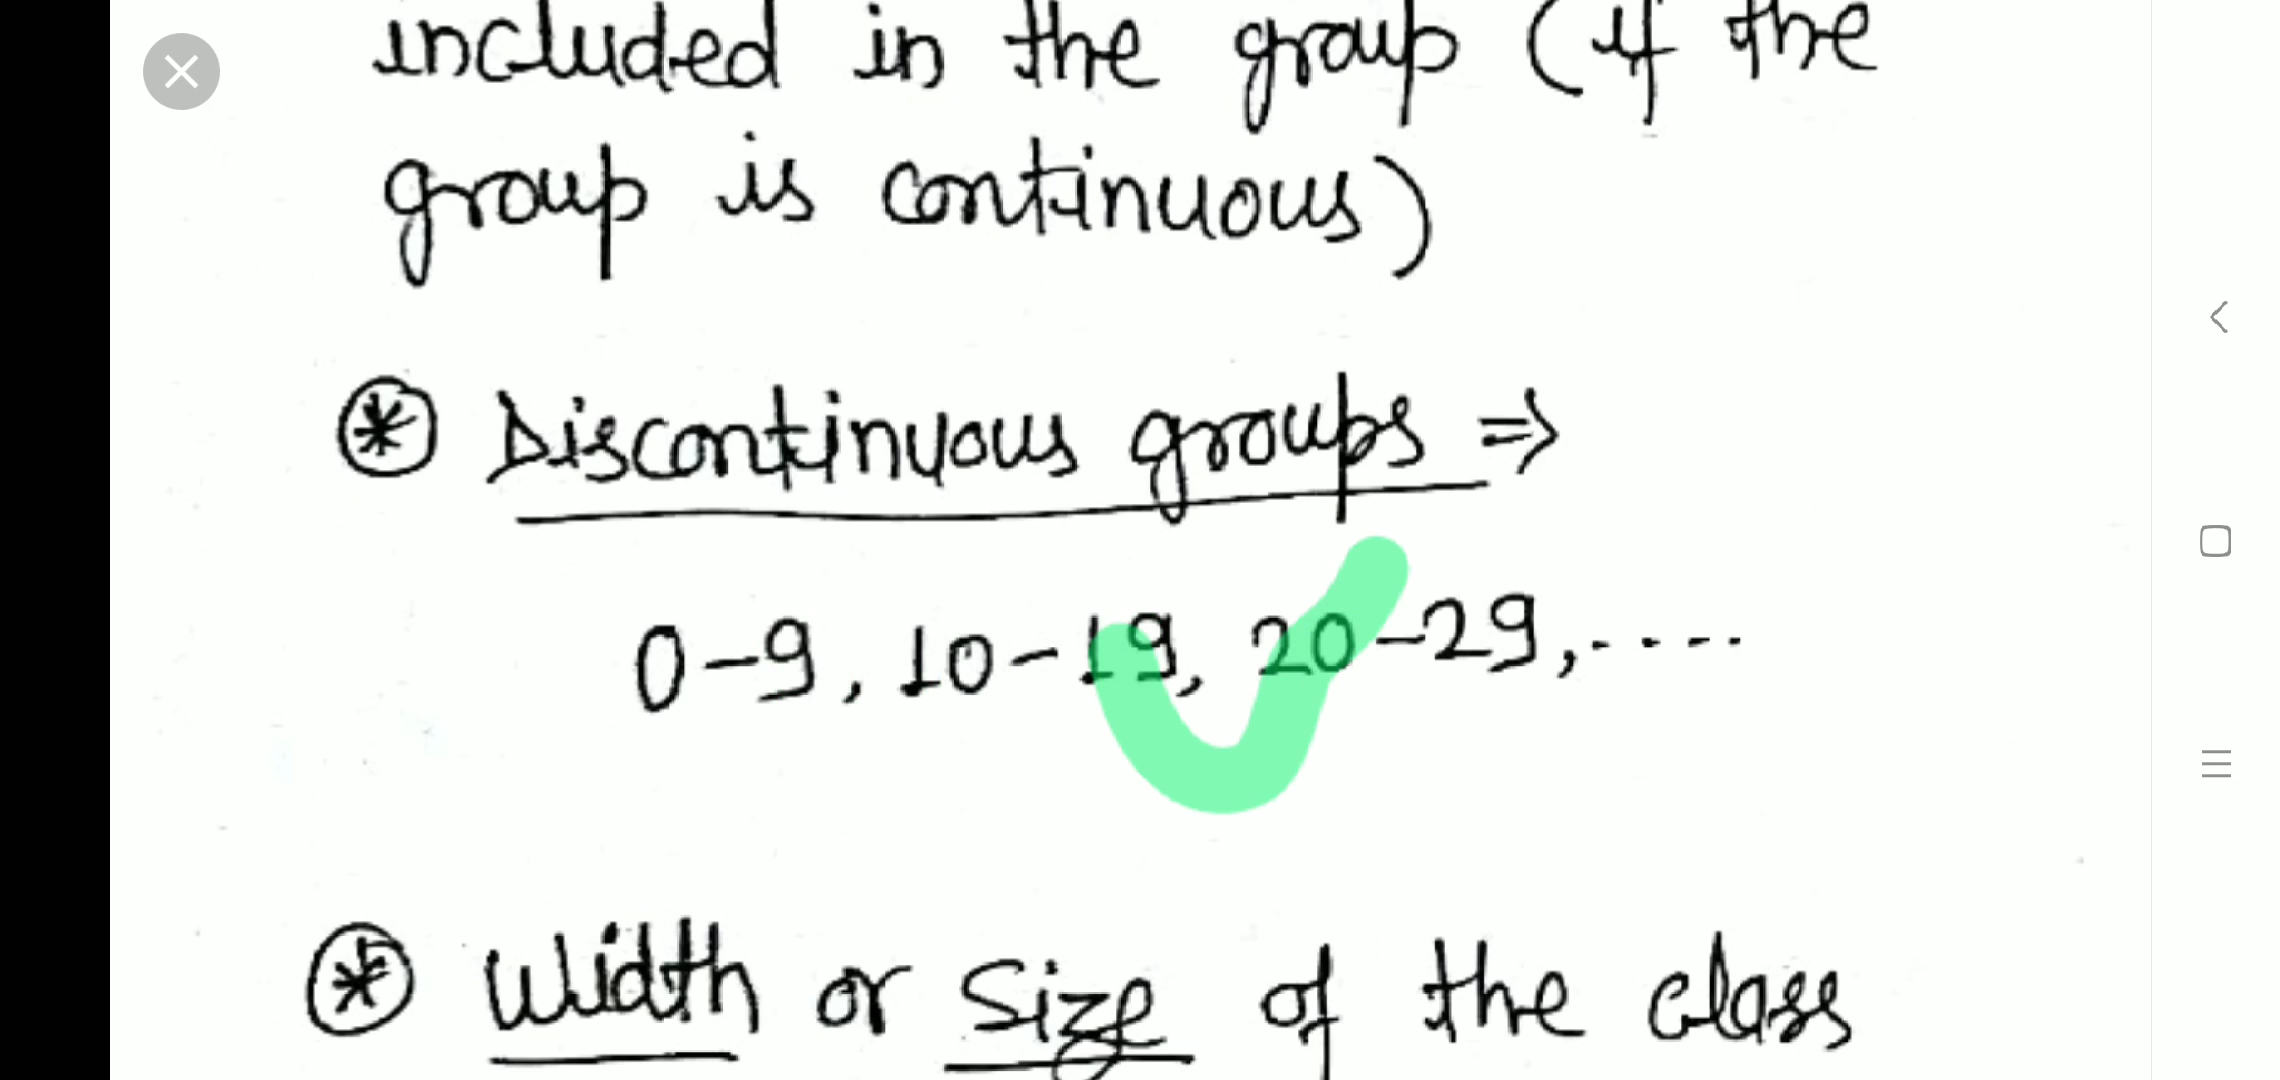 included in the group (if the
group is continuous)
* Discontinuous groups ⇒
0-9, 10-19, 20-29,.----
* Width or Size of the class